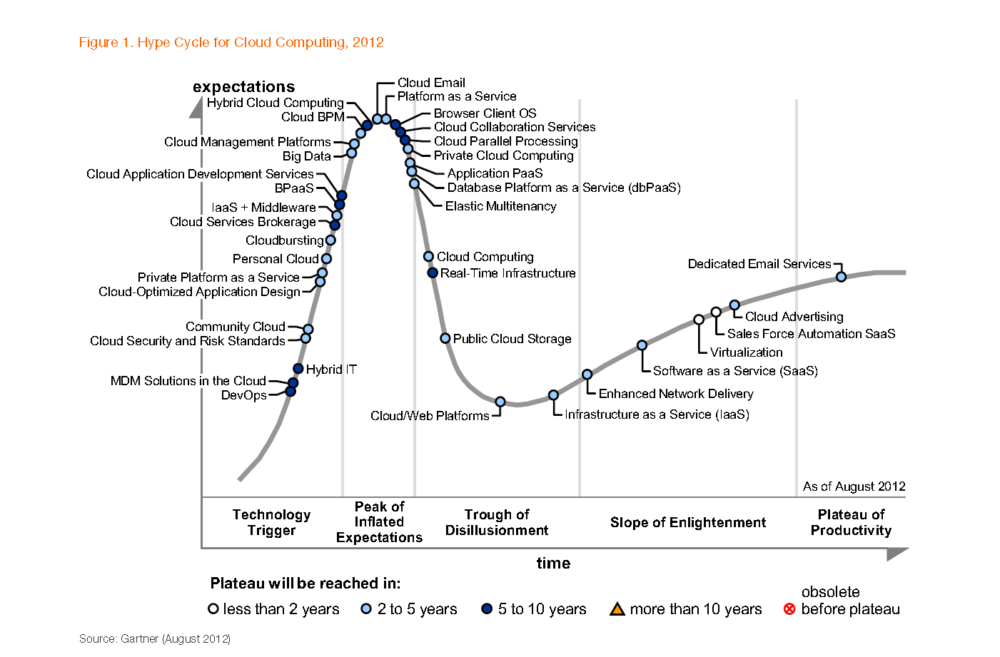 Figure 1. Hype Cycle for Cloud Computing, 2012
expectations
Cloud Email
Platform as a Service
Hybrid Cloud Computing
Cloud BPM
Cloud Management Platforms
Big Data
Cloud Application Development Services
BPaaS
IaaS + Middleware
Cloud Services Brokerage
Cloudbursting
Personal Cloud
Private Platform as a Service
Cloud-Optimized Application Design
Community Cloud
Cloud Security and Risk Standards
Hybrid IT
MDM Solutions in the Cloud
DevOps
Browser Client OS
Cloud Collaboration Services
Cloud Parallel Processing
Private Cloud Computing
Application PaaS
Database Platform as a Service (dbPaaS)
Elastic Multitenancy
Cloud Computing
Real-Time Infrastructure
Public Cloud Storage
Cloud/Web Platforms
Infrastructure as a Service (IaaS)
Enhanced Network Delivery
Software as a Service (SaaS)
Virtualization
Sales Force Automation SaaS
Cloud Advertising
Dedicated Email Services
As of August 2012
Technology
Trigger
Peak of
Inflated
Expectations
Trough of
Disillusionment
Slope of Enlightenment
Plateau of
Productivity
time
Plateau will be reached in:
less than 2 years
2 to 5 years
5 to 10 years
more than 10 years
obsolete
before plateau
Source: Gartner (August 2012)